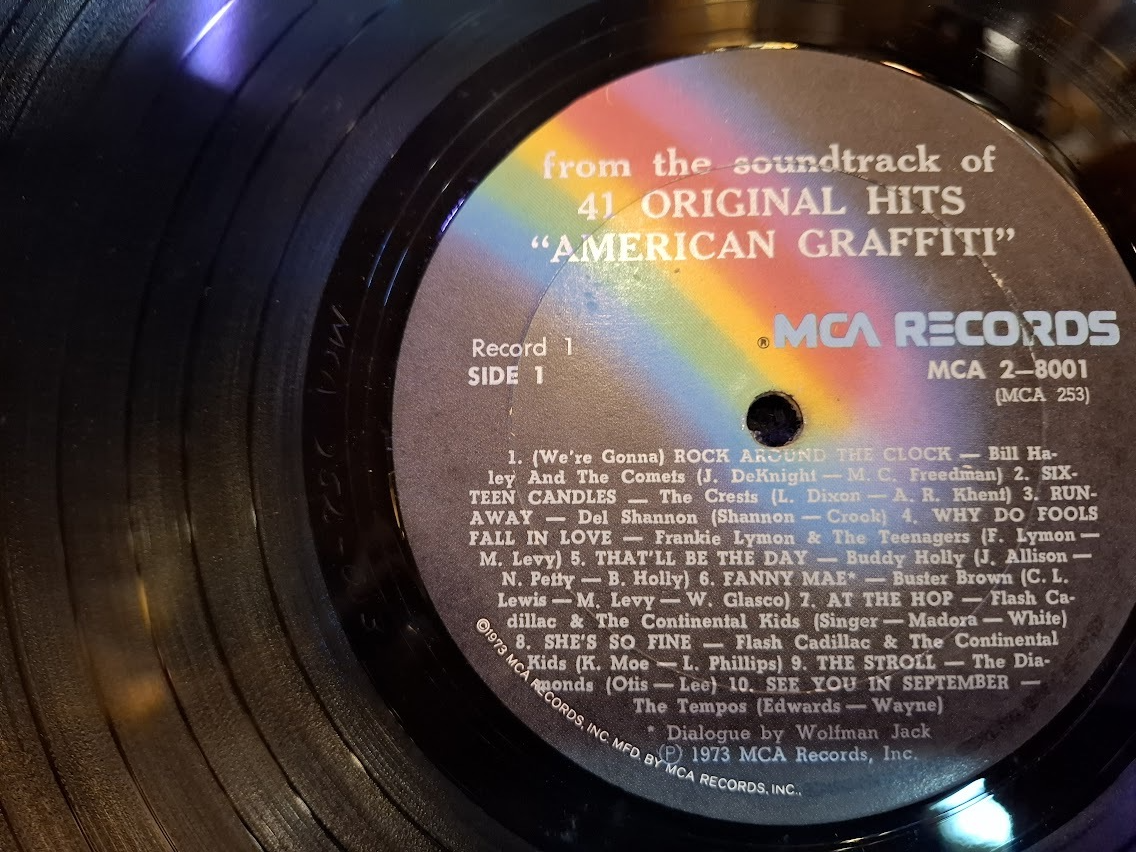 from the soundtrack of
41 ORIGINAL HITS
“AMERICAN GRAFFITI”
®MCA RECORDS
Record 1
SIDE 1
MCA 2—8001
(MCA 253)
1. (We're Gonna) ROCK AROUND THE CLOCK — Bill Ha-
ley And The Comets (J. DeKnight — M. C. Freedman) 2. SIX-
TEEN CANDLES — The Crests (L. Dixon — A. R. Khent) 3. RUN-
AWAY — Del Shannon (Shannon — Crook) 4. WHY DO FOOLS
FALL IN LOVE — Frankie Lymon & The Teenagers (F. Lymon —
M. Levy) 5. THAT'LL BE THE DAY — Buddy Holly (J. Allison —
N. Petty — B. Holly) 6. FANNY MAE* — Buster Brown (C. L.
Lewis — M. Levy — W. Glasco) 7. AT THE HOP — Flash Ca-
dillac & The Continental Kids (Singer — Madora — White)
8. SHE'S SO FINE — Flash Cadillac & The Continental
Kids (K. Moe — L. Phillips) 9. THE STROLL — The Dia-
monds (Otis — Lee) 10. SEE YOU IN SEPTEMBER —
The Tempos (Edwards — Wayne)
* Dialogue by Wolfman Jack
Ⓟ 1973 MCA Records, Inc.
©1973 MCA RECORDS, INC. MFD. BY MCA RECORDS, INC.,